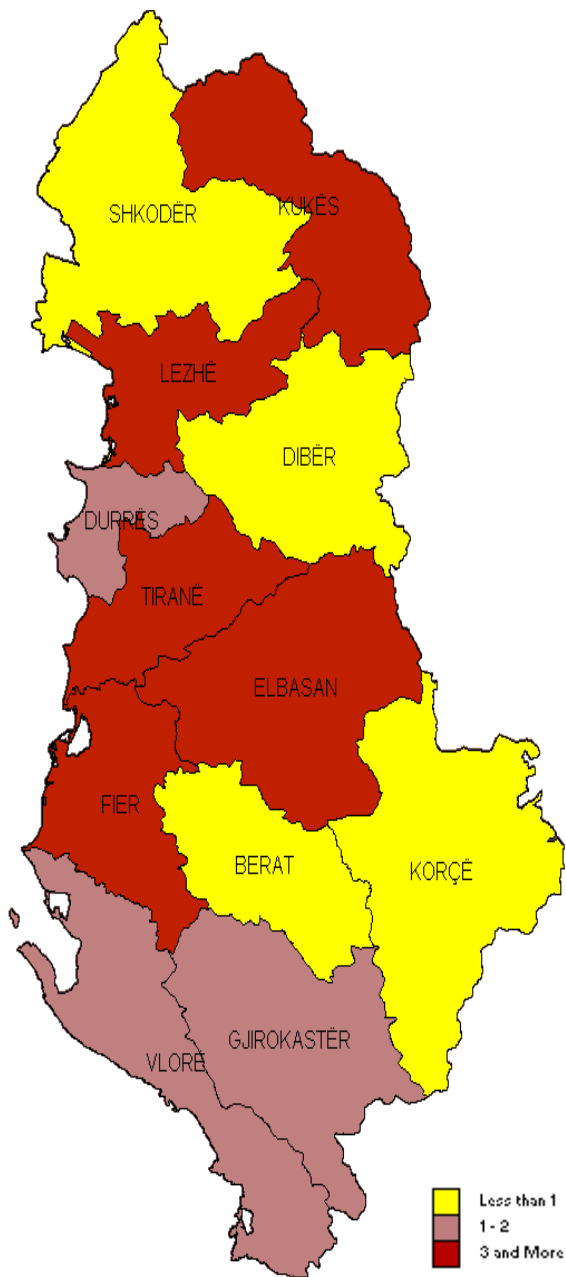 SHKODËR
KUKËS
LEZHË
DIBËR
DURRËS
TIRANË
ELBASAN
FIER
BERAT
KORÇË
GJIROKASTËR
VLORË
Less than 1
1 - 2
3 and More